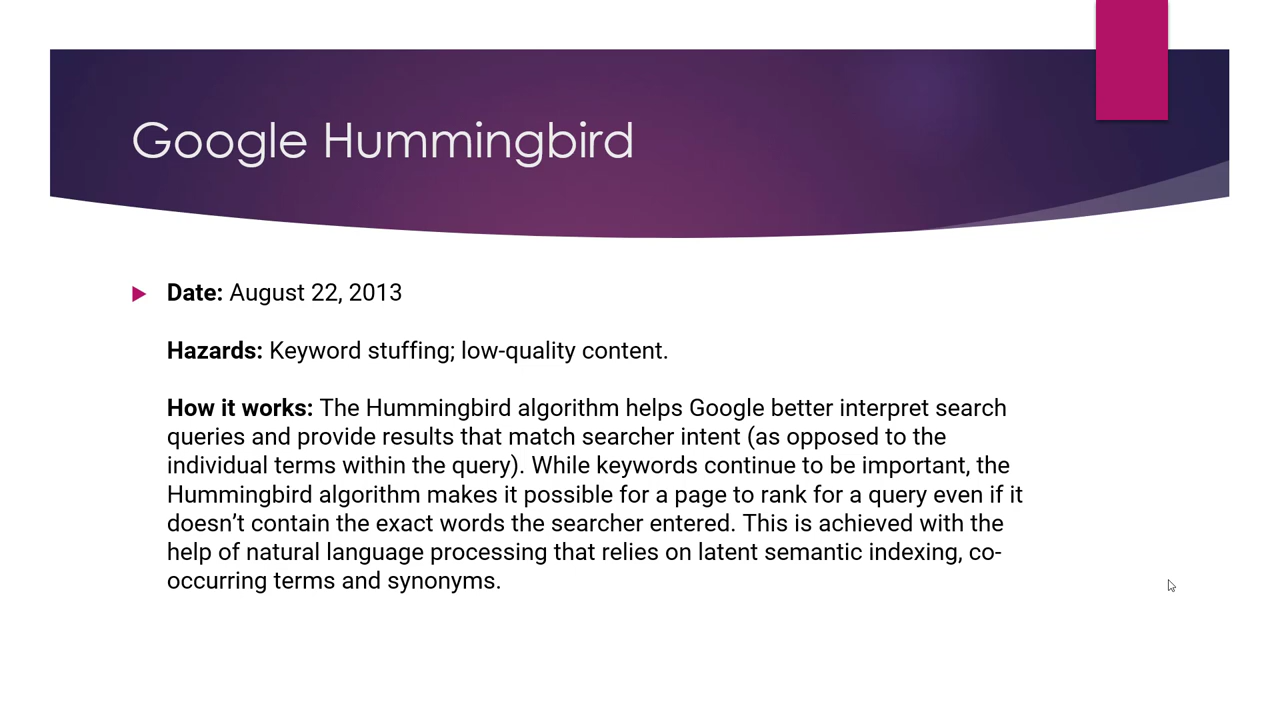 Google Hummingbird
Date: August 22, 2013
Hazards: Keyword stuffing; low-quality content.
How it works: The Hummingbird algorithm helps Google better interpret search
queries and provide results that match searcher intent (as opposed to the
individual terms within the query). While keywords continue to be important, the
Hummingbird algorithm makes it possible for a page to rank for a query even if it
doesn’t contain the exact words the searcher entered. This is achieved with the
help of natural language processing that relies on latent semantic indexing, co-
occurring terms and synonyms.